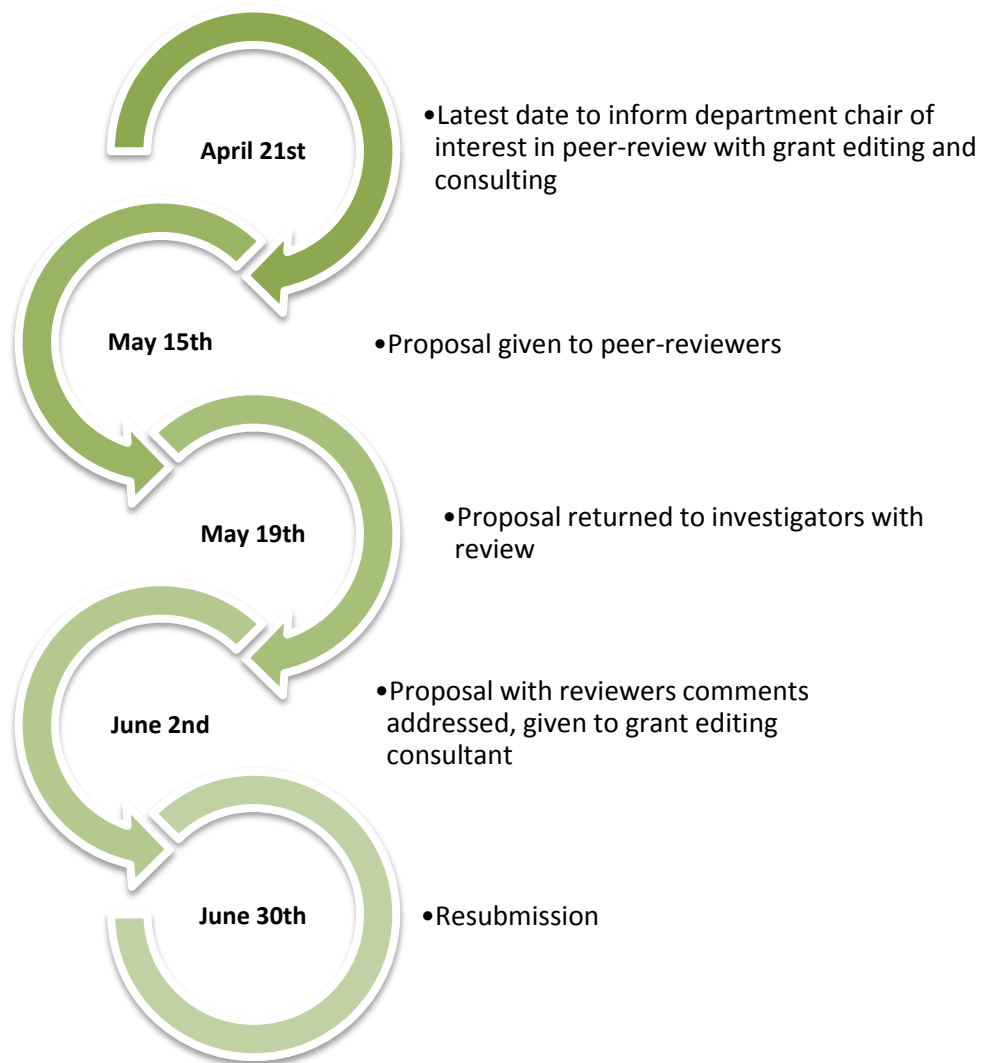 April 21st
•Latest date to inform department chair of
interest in peer-review with grant editing and
consulting
May 15th
•Proposal given to peer-reviewers
May 19th
•Proposal returned to investigators with
review
June 2nd
•Proposal with reviewers comments
addressed, given to grant editing
consultant
June 30th
•Resubmission